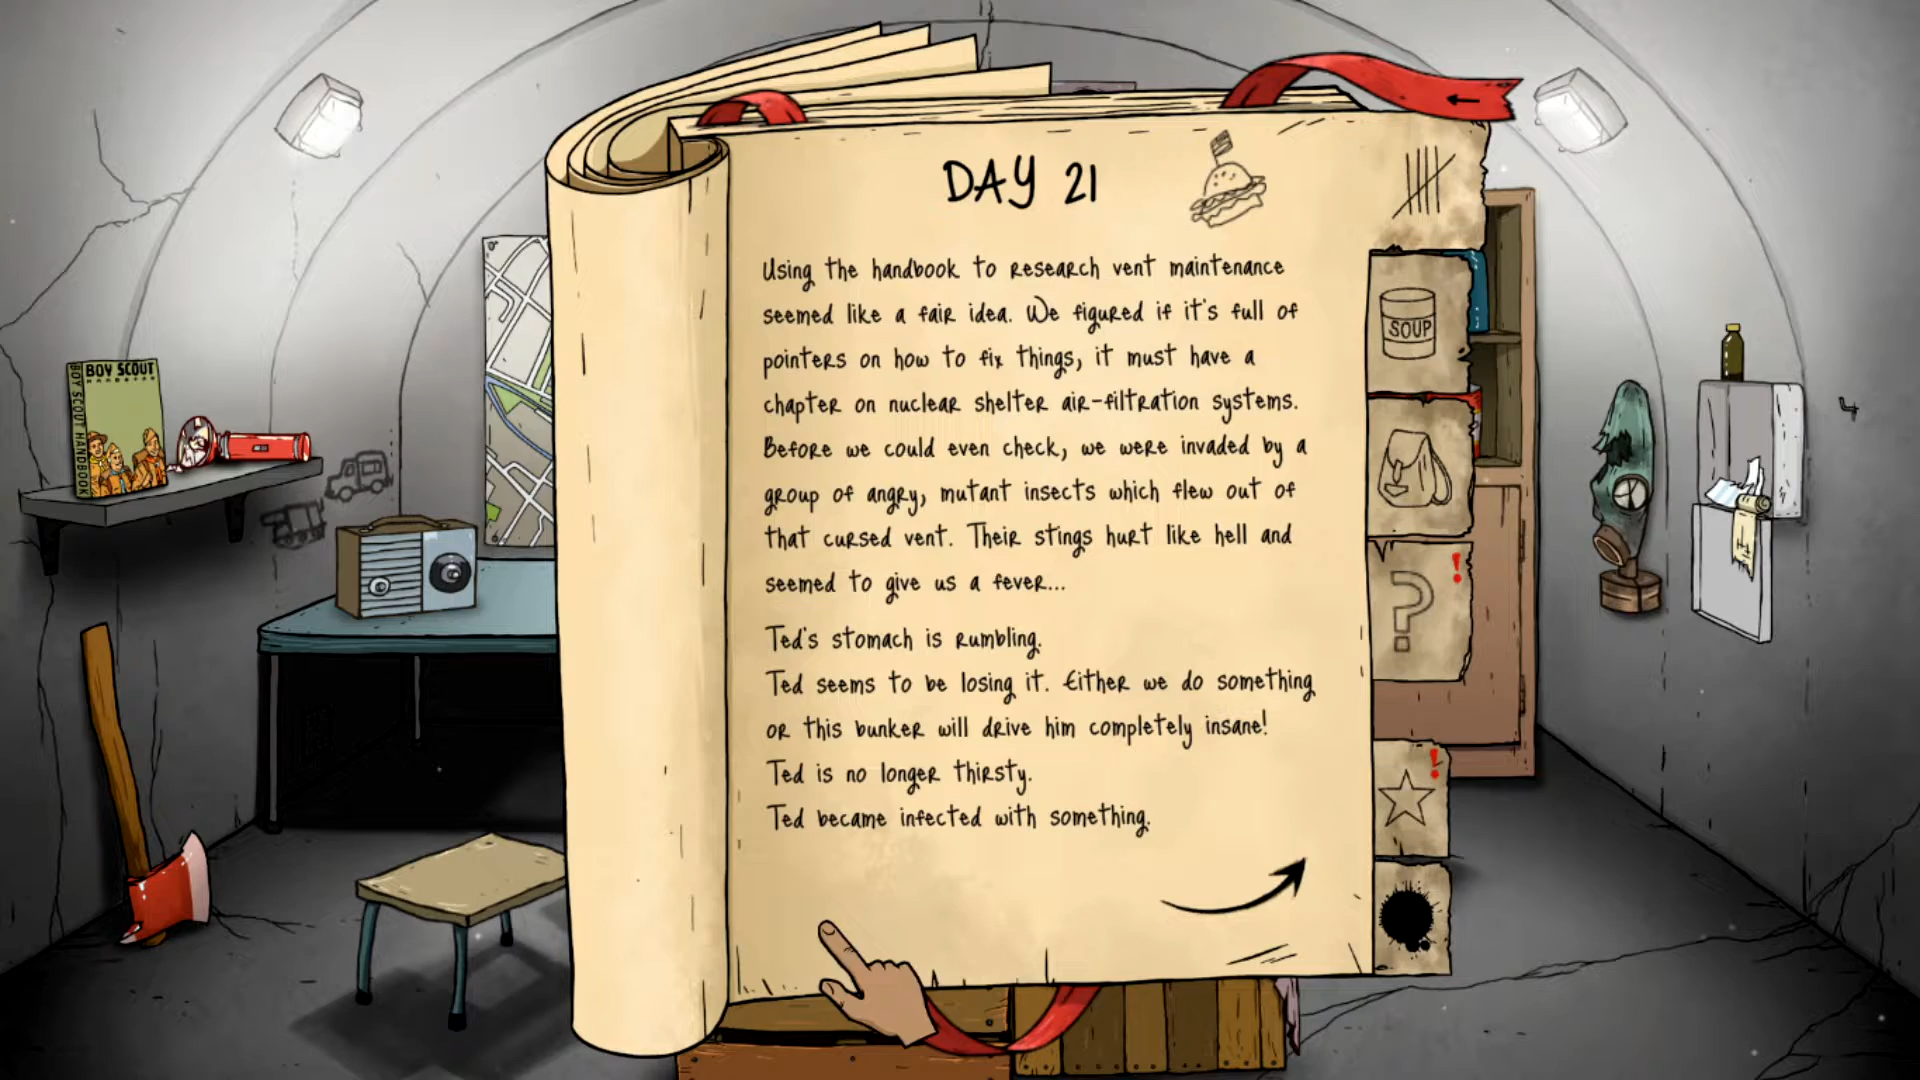 DAY 21
Using the handbook to research vent maintenance
seemed like a fair idea. We figured if it's full of
pointers on how to fix things, it must have a
chapter on nuclear shelter air-filtration systems.
Before we could even check, we were invaded by a
group of angry, mutant insects which flew out of
that cursed vent. Their stings hurt like hell and
seemed to give us a fever...
Ted's stomach is rumbling.
Ted seems to be losing it. Either we do something
or this bunker will drive him completely insane!
Ted is no longer thirsty.
Ted became infected with something.
SOUP
!
?
!
BOY SCOUT
HANDBOOK
BOY SCOUT HANDBOOK